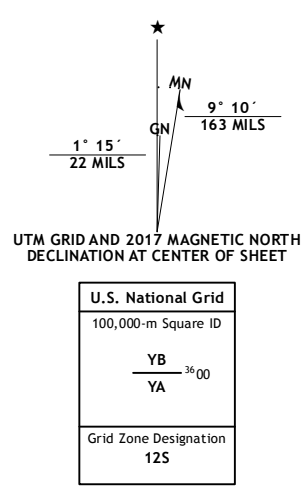 ★
MN
GN
9° 10´
163 MILS
1° 15´
22 MILS
UTM GRID AND 2017 MAGNETIC NORTH
DECLINATION AT CENTER OF SHEET
U.S. National Grid
100,000-m Square ID
YB
3600
YA
Grid Zone Designation
12S